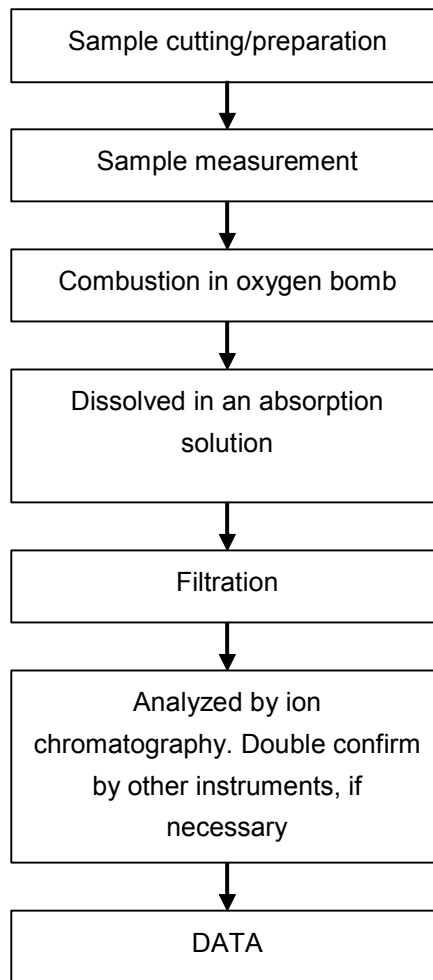 Sample cutting/preparation
Sample measurement
Combustion in oxygen bomb
Dissolved in an absorption
solution
Filtration
Analyzed by ion
chromatography. Double confirm
by other instruments, if
necessary
DATA